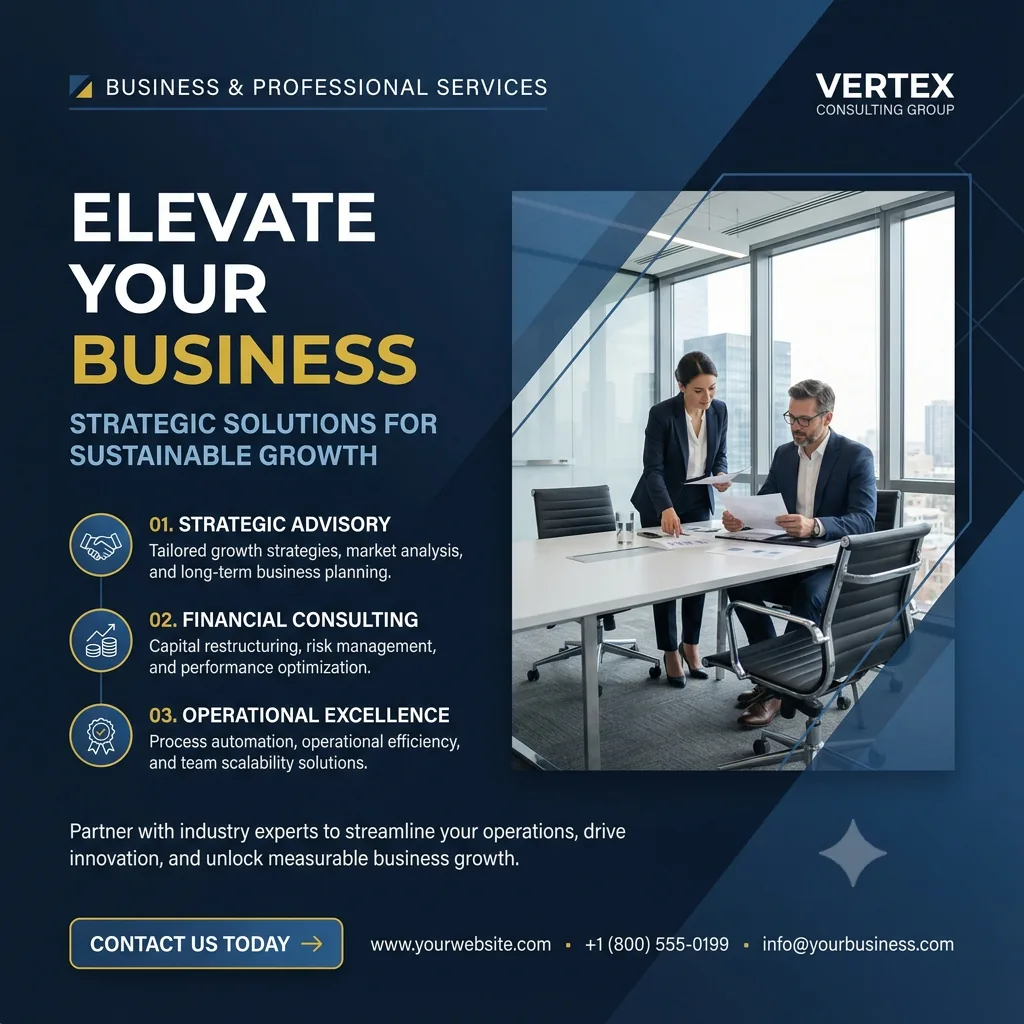 BUSINESS & PROFESSIONAL SERVICES
VERTEX
CONSULTING GROUP
ELEVATE
YOUR
BUSINESS
STRATEGIC SOLUTIONS FOR
SUSTAINABLE GROWTH
01. STRATEGIC ADVISORY
Tailored growth strategies, market analysis,
and long-term business planning.
02. FINANCIAL CONSULTING
Capital restructuring, risk management,
and performance optimization.
03. OPERATIONAL EXCELLENCE
Process automation, operational efficiency,
and team scalability solutions.
Partner with industry experts to streamline your operations, drive
innovation, and unlock measurable business growth.
CONTACT US TODAY →
www.yourwebsite.com • +1 (800) 555-0199 • info@yourbusiness.com